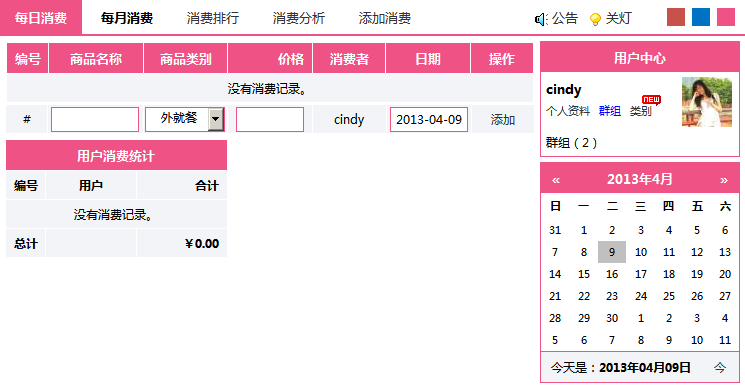 每日消费 每月消费 消费排行 消费分析 添加消费 公告 关灯
编号 商品名称 商品类别 价格 消费者 日期 操作
没有消费记录。
# 外就餐 cindy 2013-04-09 添加
用户消费统计
编号 用户 合计
没有消费记录。
总计 ￥0.00
用户中心
cindy
个人资料 群组 类别 NEW
群组 ( 2 )
« 2013年4月 »
日 一 二 三 四 五 六
31 1 2 3 4 5 6
7 8 9 10 11 12 13
14 15 16 17 18 19 20
21 22 23 24 25 26 27
28 29 30 1 2 3 4
5 6 7 8 9 10 11
今天是：2013年04月09日 今